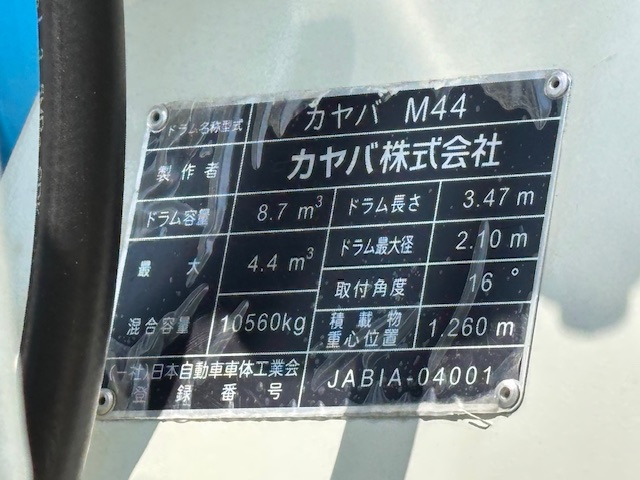 ドラム名称型式 カヤバ M44
製作者 カヤバ株式会社
ドラム容量 8.7 m³ ドラム長さ 3.47 m
最大 4.4 m³ ドラム最大径 2.10 m
混合容量 10560kg 取付角度 16°
積載物
重心位置 1.260 m
(一社)日本自動車車体工業会
登録番号 JABIA-04001